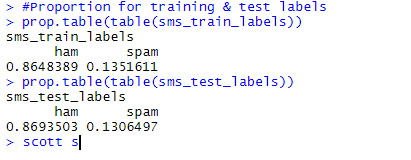 > #Proportion for training & test labels
> prop.table(table(sms_train_labels))
sms_train_labels
ham spam
0.8648389 0.1351611
> prop.table(table(sms_test_labels))
sms_test_labels
ham spam
0.8693503 0.1306497
> scott s